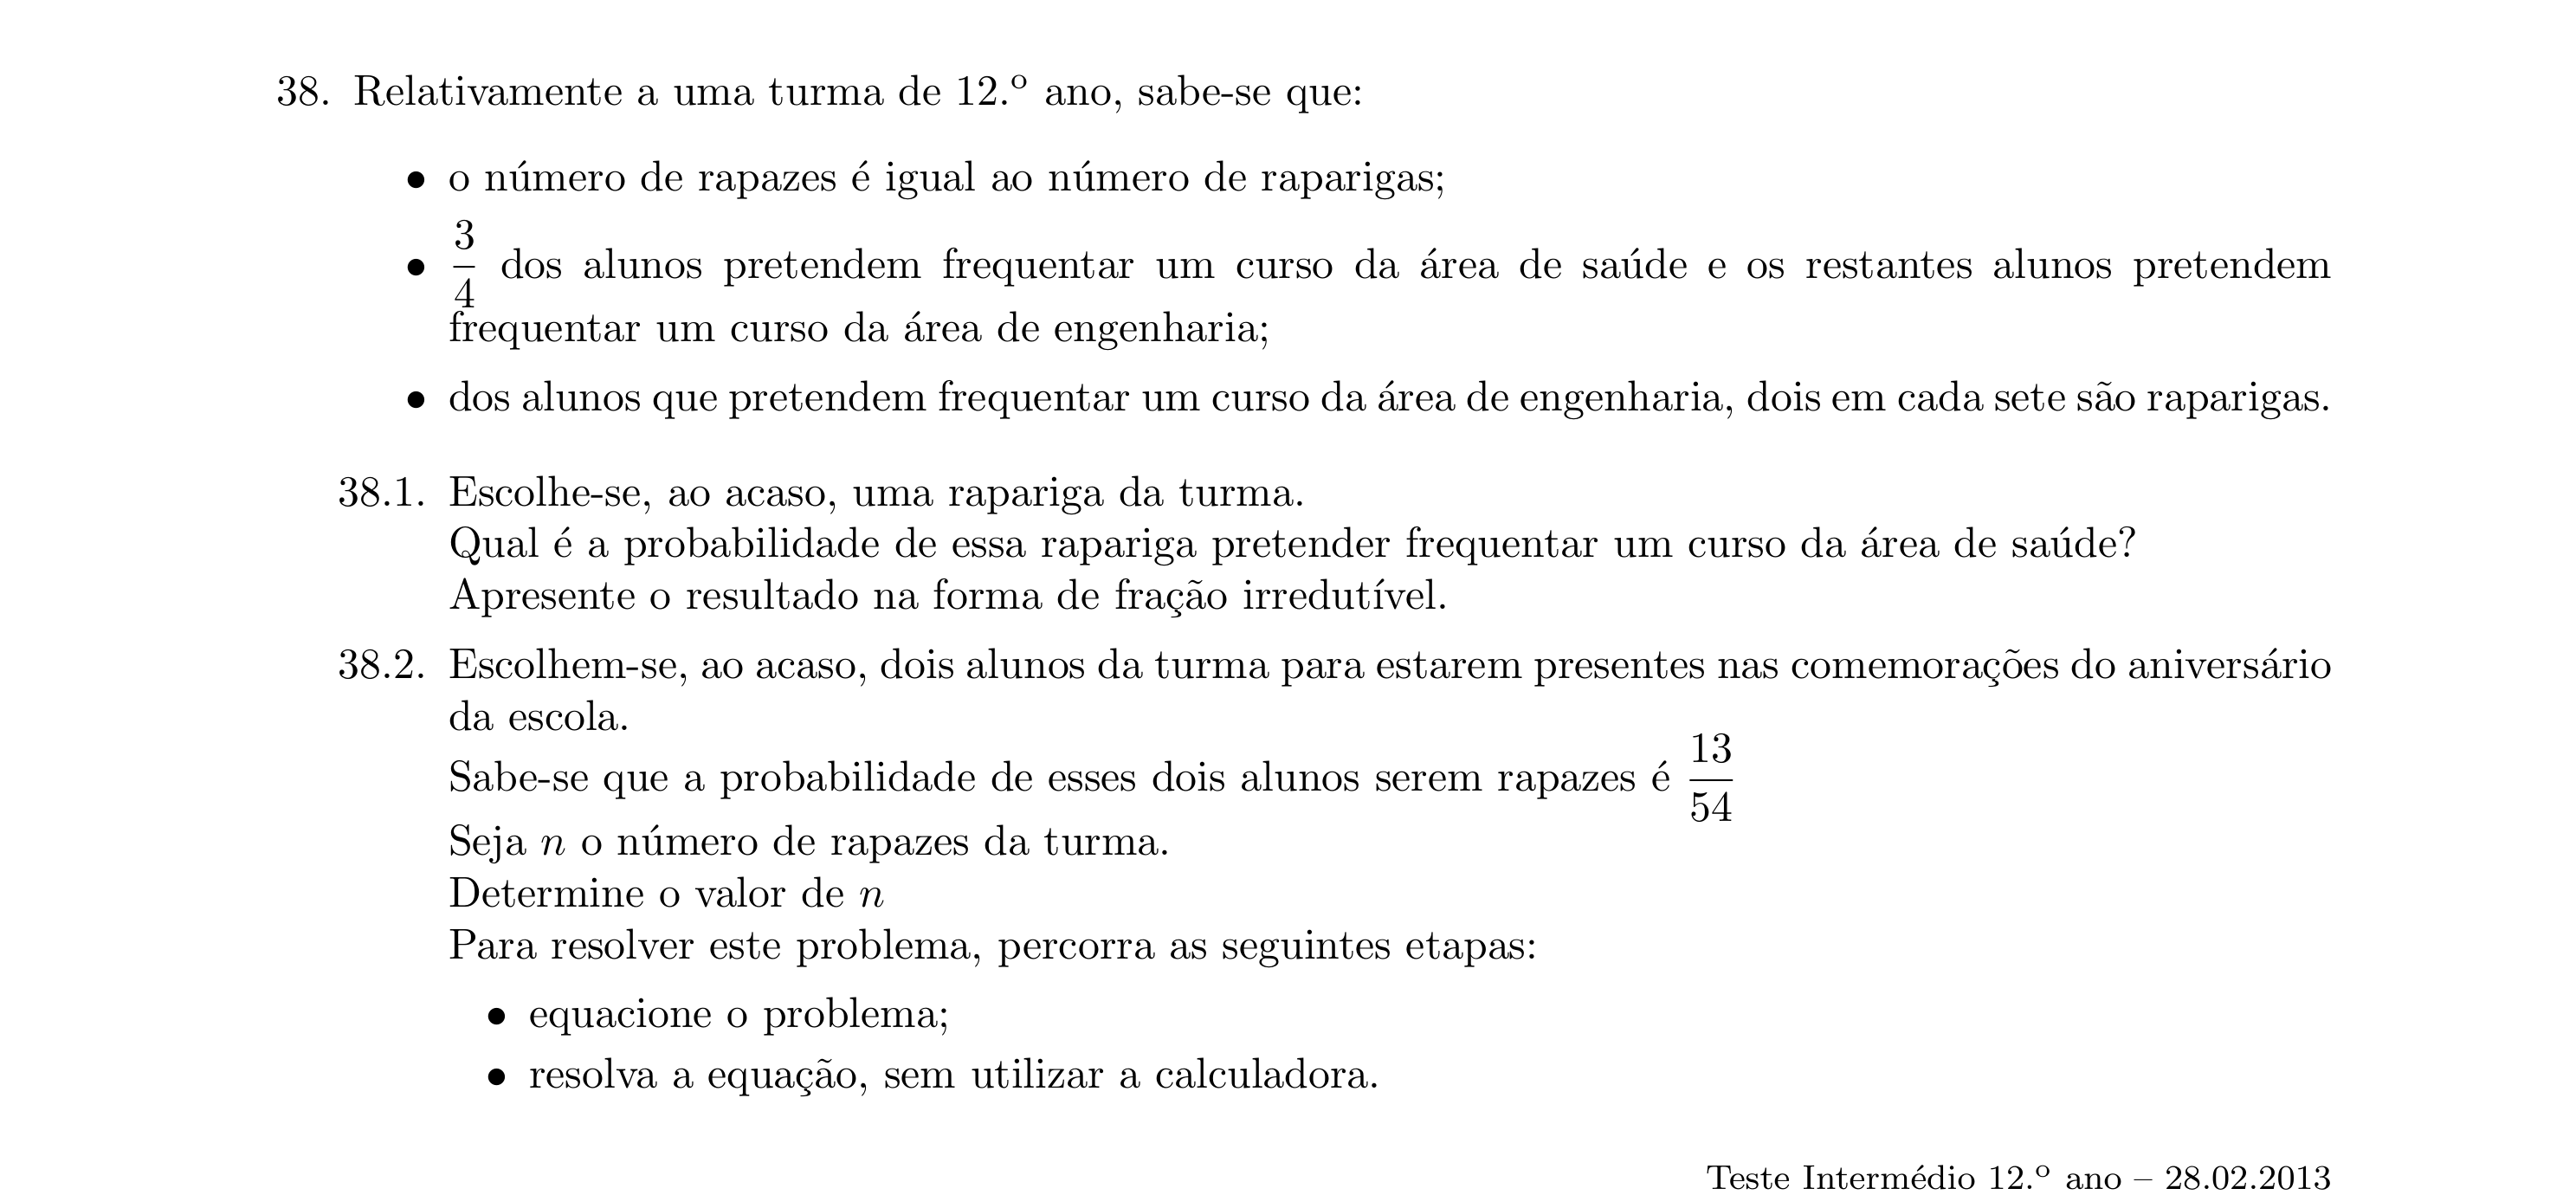 38. Relativamente a uma turma de 12.º ano, sabe-se que:
• o número de rapazes é igual ao número de raparigas;
• 3/4 dos alunos pretendem frequentar um curso da área de saúde e os restantes alunos pretendem
frequentar um curso da área de engenharia;
• dos alunos que pretendem frequentar um curso da área de engenharia, dois em cada sete são raparigas.
38.1. Escolhe-se, ao acaso, uma rapariga da turma.
Qual é a probabilidade de essa rapariga pretender frequentar um curso da área de saúde?
Apresente o resultado na forma de fração irredutível.
38.2. Escolhem-se, ao acaso, dois alunos da turma para estarem presentes nas comemorações do aniversário
da escola.
Sabe-se que a probabilidade de esses dois alunos serem rapazes é 13/54
Seja n o número de rapazes da turma.
Determine o valor de n
Para resolver este problema, percorra as seguintes etapas:
• equacione o problema;
• resolva a equação, sem utilizar a calculadora.
Teste Intermédio 12.º ano – 28.02.2013